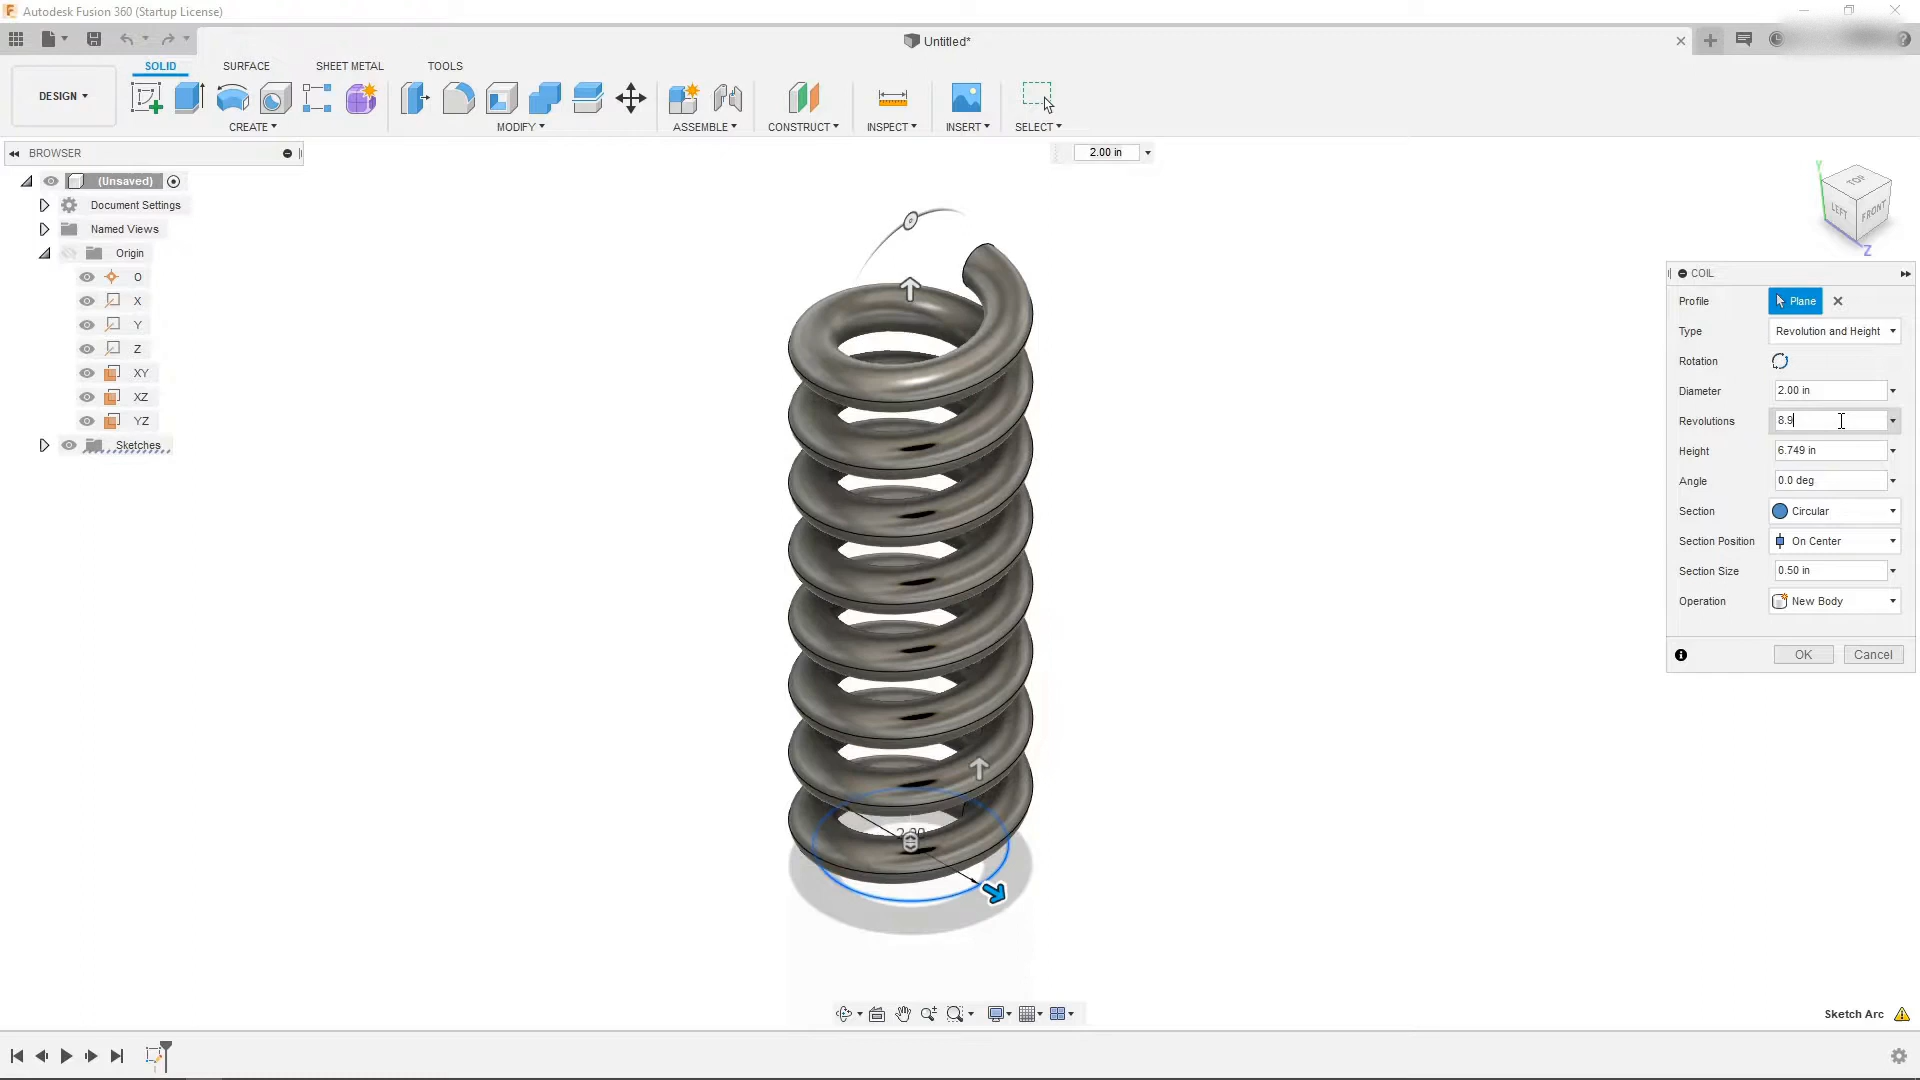 Autodesk Fusion 360 (Startup License)
Untitled*
SOLID SURFACE SHEET METAL TOOLS
DESIGN
CREATE MODIFY ASSEMBLE CONSTRUCT INSPECT INSERT SELECT
BROWSER
2.00 in
(Unsaved)
Document Settings
Named Views
Origin
O
X
Y
Z
XY
XZ
YZ
Sketches
Y
TOP
LEFT FRONT
Z
COIL
Profile Plane
Type Revolution and Height
Rotation
Diameter 2.00 in
Revolutions 8.9
Height 6.749 in
Angle 0.0 deg
Section Circular
Section Position On Center
Section Size 0.50 in
Operation New Body
OK Cancel
2.00
Sketch Arc